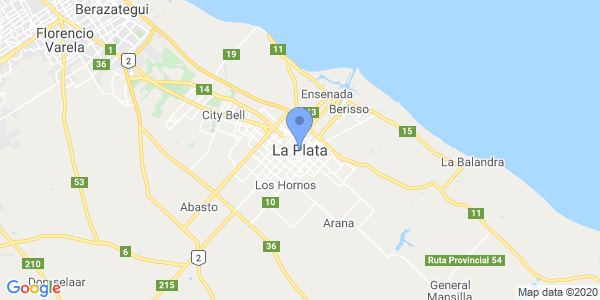 Berazategui
Florencio
Varela
1
2
36
19
11
14
Ensenada
13
Berisso
City Bell
15
La Plata
La Balandra
Los Hornos
53
10
11
Abasto
Arana
36
6
2
210
Ruta Provincial 54
215
Domselaar
General
Mansilla
Google
Map data ©2020